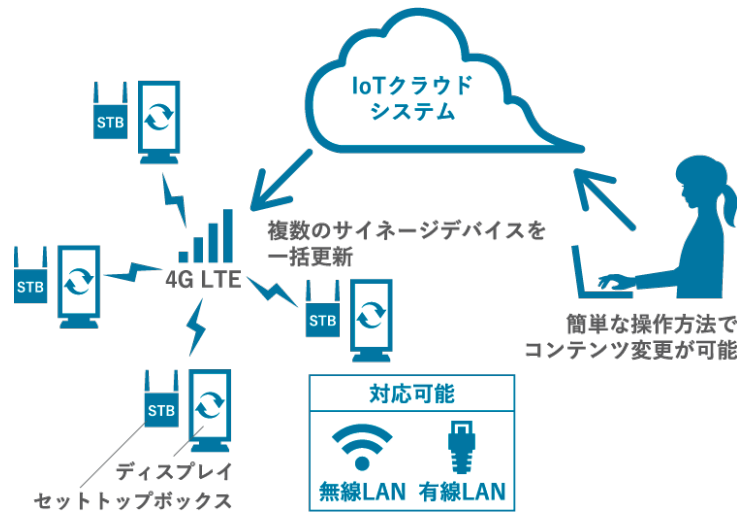 IoTクラウド
システム
STB
複数のサイネージデバイスを
一括更新
4G LTE
STB
STB
簡単な操作方法で
コンテンツ変更が可能
STB
対応可能
無線LAN
有線LAN
ディスプレイ
セットトップボックス